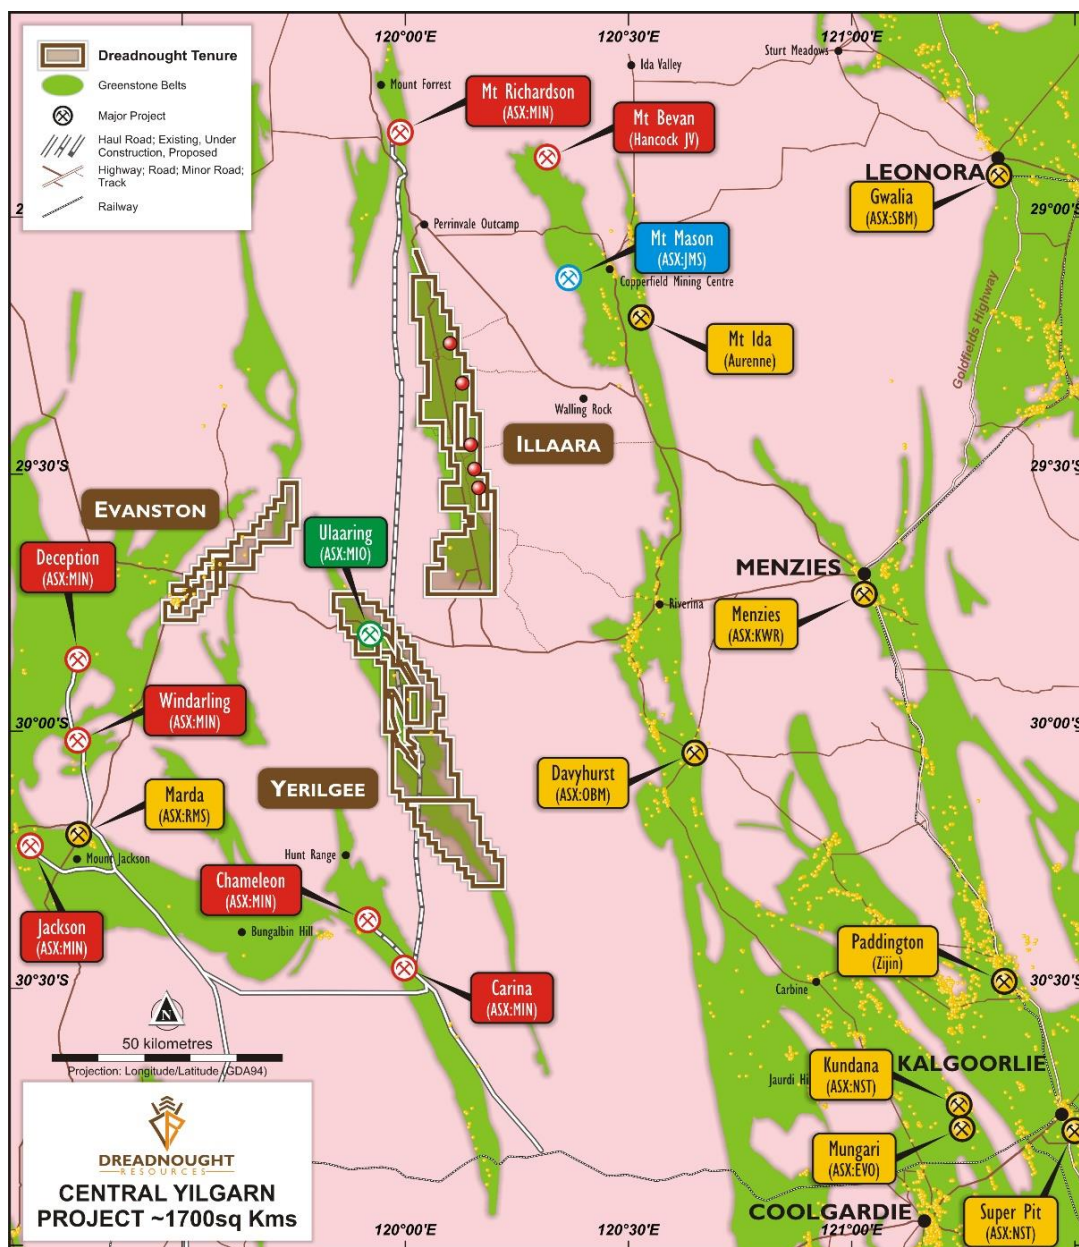 Dreadnought Tenure
Greenstone Belts
Major Project
Haul Road; Existing, Under
Construction, Proposed
Highway; Road; Minor Road;
Track
Railway
120°00'E
120°30'E
121°00'E
Sturt Meadows
Ida Valley
Mount Forrest
Mt Richardson
(ASX:MIN)
Mt Bevan
(Hancock JV)
LEONORA
Gwalia
(ASX:SBM)
29°00'S
Perrinvale Outcamp
Mt Mason
(ASX:JMS)
Copperfield Mining Centre
Mt Ida
(Aurenne)
Goldfields Highway
Walling Rock
ILLAARA
29°30'S
29°30'S
EVANSTON
Ulaaring
(ASX:MIO)
Deception
(ASX:MIN)
MENZIES
Menzies
(ASX:KWR)
Riverina
Windarling
(ASX:MIN)
30°00'S
30°00'S
Davyhurst
(ASX:OBM)
YERILGEE
Marda
(ASX:RMS)
Mount Jackson
Hunt Range
Chameleon
(ASX:MIN)
Jackson
(ASX:MIN)
Bungalbin Hill
Paddington
(Zijin)
Carina
(ASX:MIN)
Carbine
30°30'S
30°30'S
N
50 kilometres
Projection: Longitude/Latitude (GDA94)
KALGOORLIE
Kundana
(ASX:NST)
Jaurdi Hi
Mungari
(ASX:EVO)
DREADNOUGHT
RESOURCES
CENTRAL YILGARN
PROJECT ~1700sq Kms
COOLGARDIE
Super Pit
(ASX:NST)
120°00'E
120°30'E
121°00'E